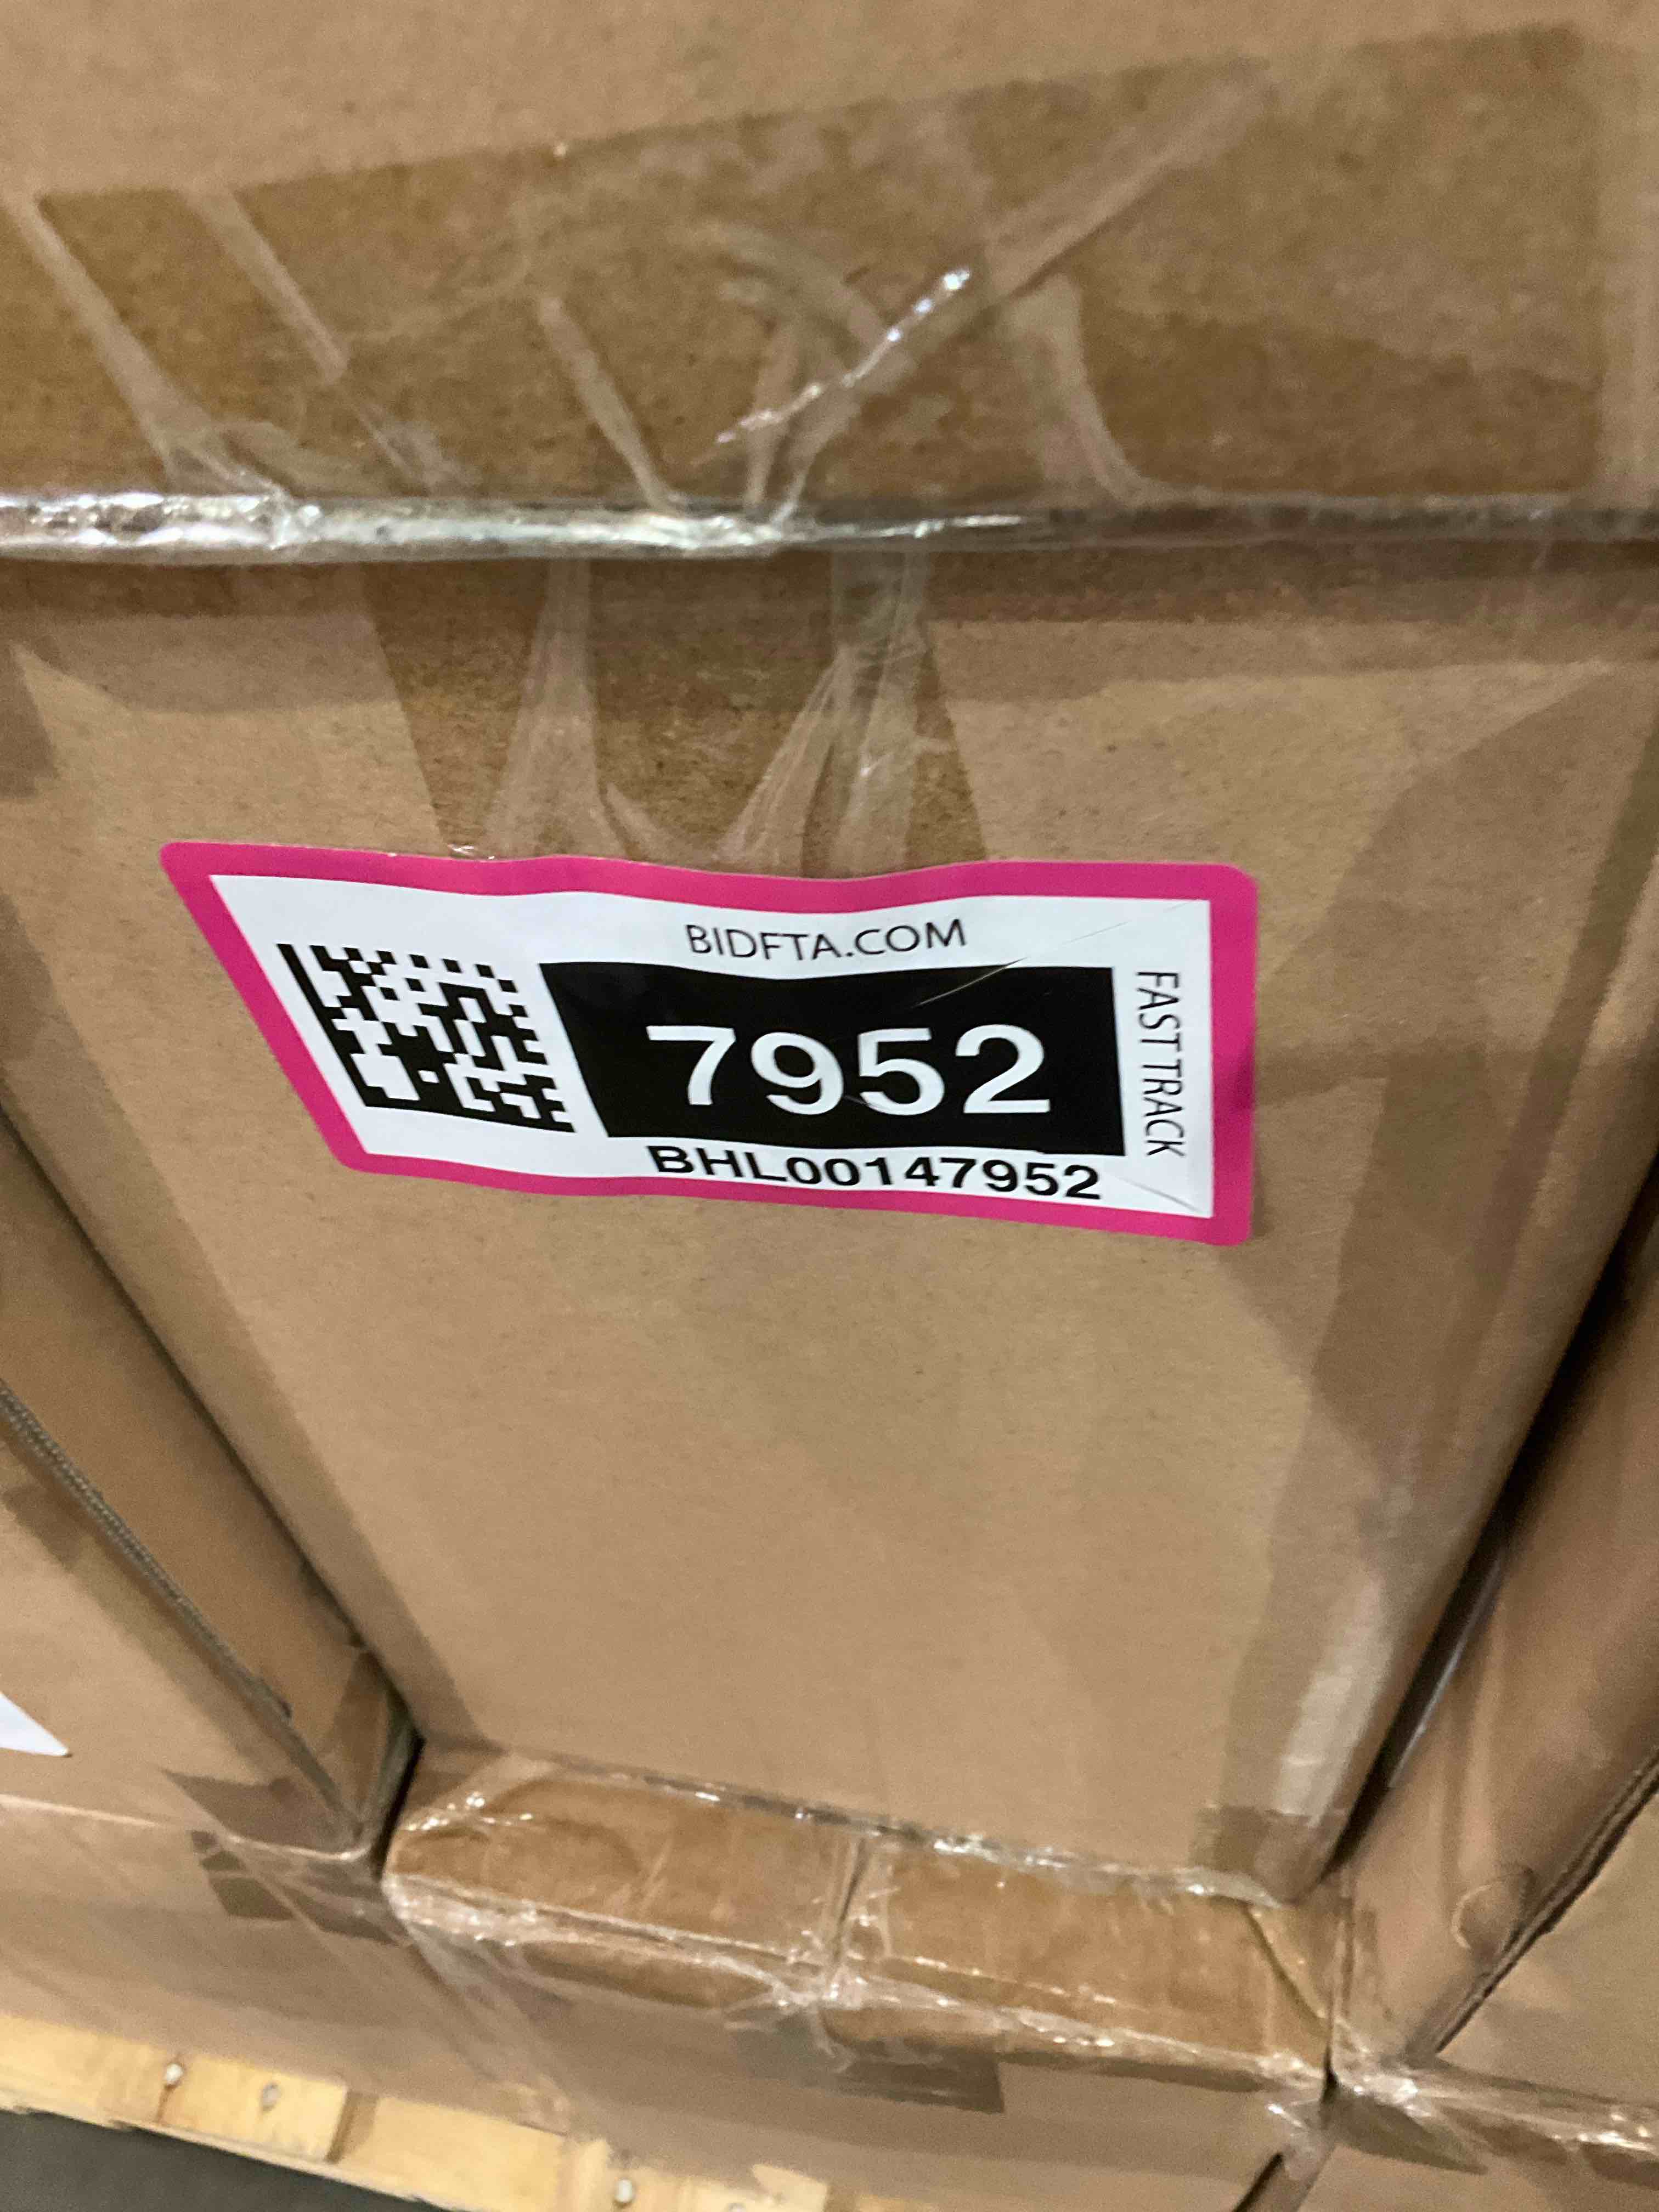 BIDFTA.COM
7952
FAST TRACK
BHL00147952